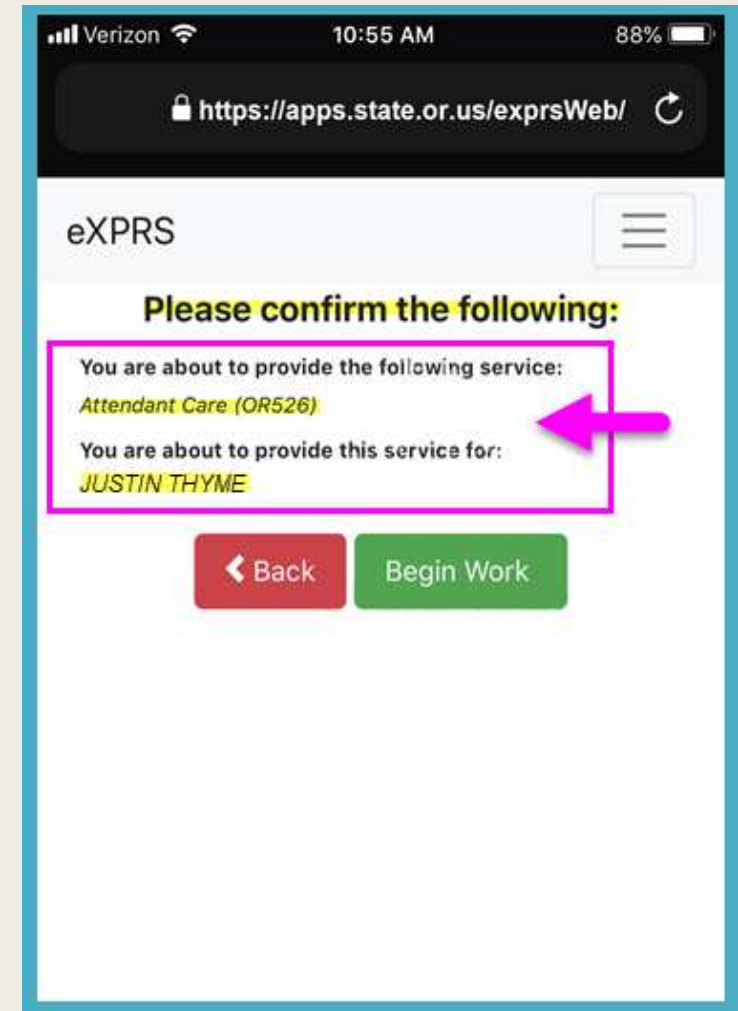 Verizon 10:55 AM 88%
https://apps.state.or.us/exprsWeb/
eXPRS
Please confirm the following:
You are about to provide the following service:
Attendant Care (OR526)
You are about to provide this service for:
JUSTIN THYME
Back Begin Work